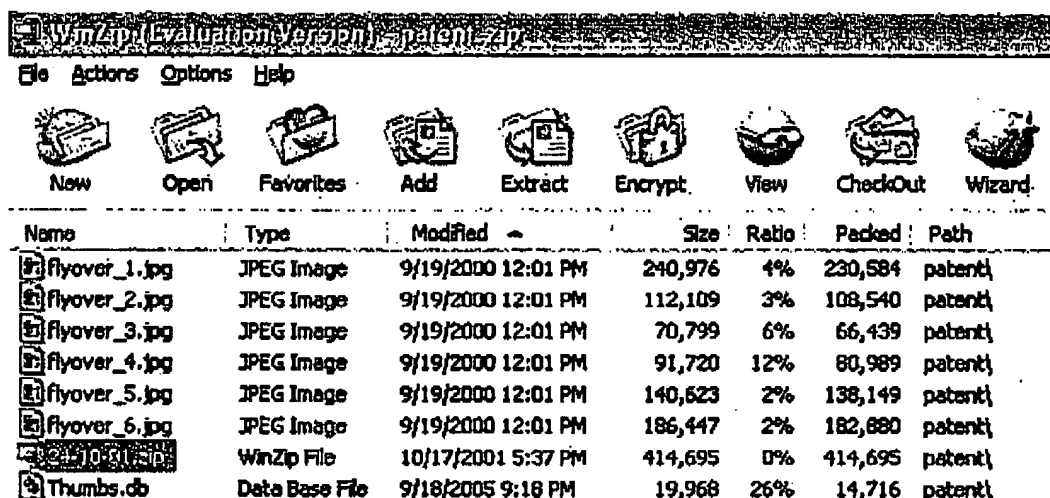 WinZip (Evaluation Version) - patent.zip
File Actions Options Help
New Open Favorites Add Extract Encrypt View CheckOut Wizard
Name Type Modified Size Ratio Packed Path
flyover_1.jpg JPEG Image 9/19/2000 12:01 PM 240,976 4% 230,584 patent\
flyover_2.jpg JPEG Image 9/19/2000 12:01 PM 112,109 3% 108,540 patent\
flyover_3.jpg JPEG Image 9/19/2000 12:01 PM 70,799 6% 66,439 patent\
flyover_4.jpg JPEG Image 9/19/2000 12:01 PM 91,720 12% 80,989 patent\
flyover_5.jpg JPEG Image 9/19/2000 12:01 PM 140,623 2% 138,149 patent\
flyover_6.jpg JPEG Image 9/19/2000 12:01 PM 186,447 2% 182,880 patent\
WinZip File 10/17/2001 5:37 PM 414,695 0% 414,695 patent\
Thumbs.db Data Base File 9/18/2005 9:18 PM 19,968 26% 14,716 patent\